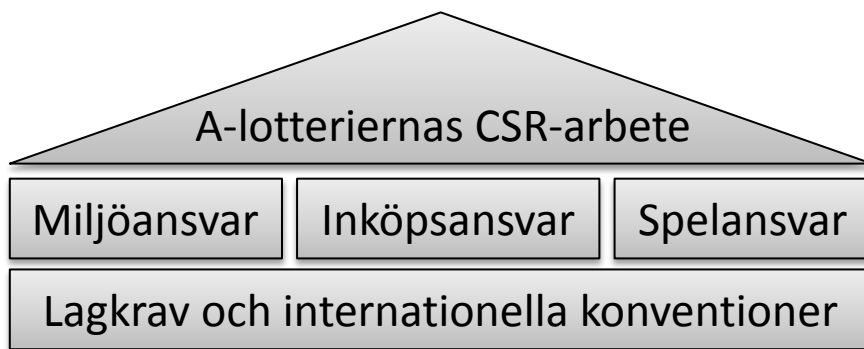 A-lotteriernas CSR-arbete
Miljöansvar
Inköpsansvar
Spelansvar
Lagkrav och internationella konventioner